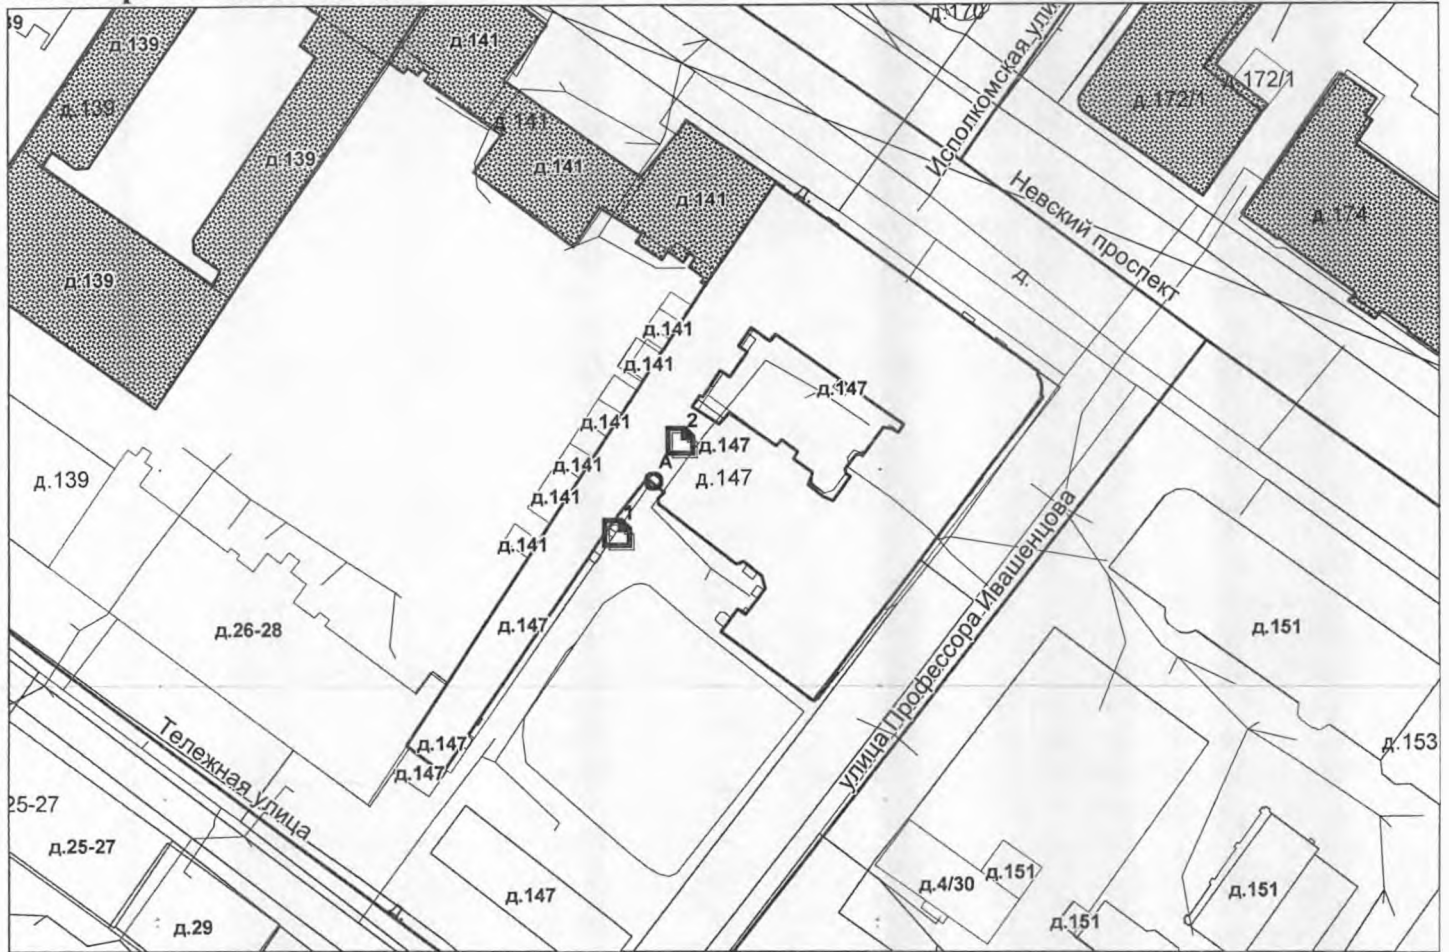 39
д.139
д.141
д.170
Исполкомская ули
д.172/1
д.172/1
д.139
д.141
д.139
д.141
д.141
д.
Невский проспект
д.174
д.139
д.
д.141
д.141
д.147
д.141
2
д.147
д.141
А
д.147
д.139
д.141
1
д.141
улица Профессора Ивашенцова
д.26-28
д.147
д.151
Тележная улица
д.147
д.147
д.153
25-27
д.25-27
д.147
д.4/30
д.151
д.151
д.29
д.
д.151